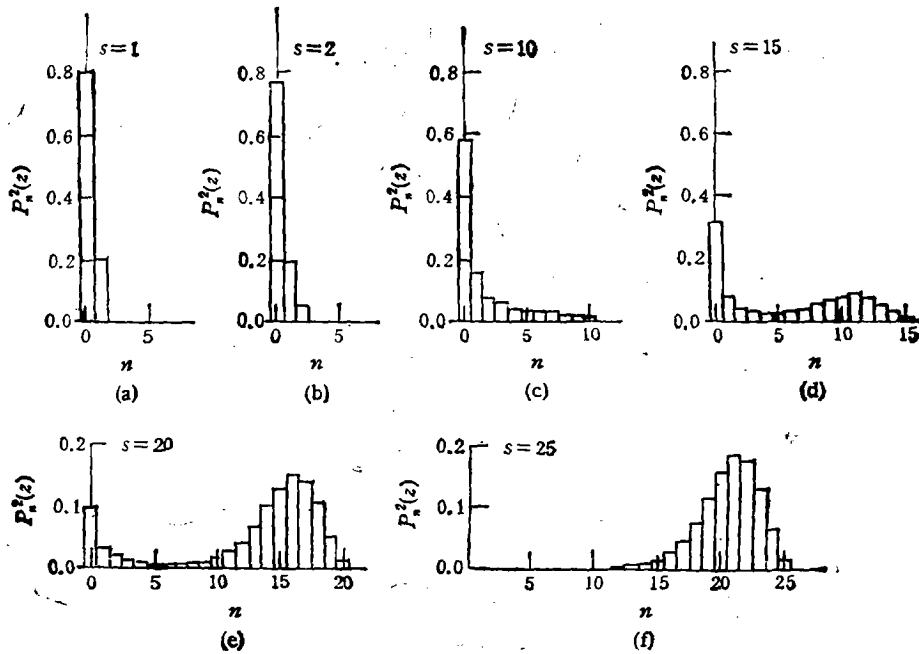 s=1
0.8
0.6
0.4
0.2
0.0
P_n^2(z)
0 5
n
(a)
s=2
0.8
0.6
0.4
0.2
0.0
P_n^2(z)
0 5
n
(b)
s=10
0.8
0.6
0.4
0.2
0.0
P_n^2(z)
0 5 10
n
(c)
s=15
0.8
0.6
0.4
0.2
0.0
P_n^2(z)
0 5 10 15
n
(d)
s=20
0.2
0.1
0.0
P_n^2(z)
0 5 10 15 20
n
(e)
s=25
0.2
0.1
0.0
P_n^2(z)
5 10 15 20 25
n
(f)